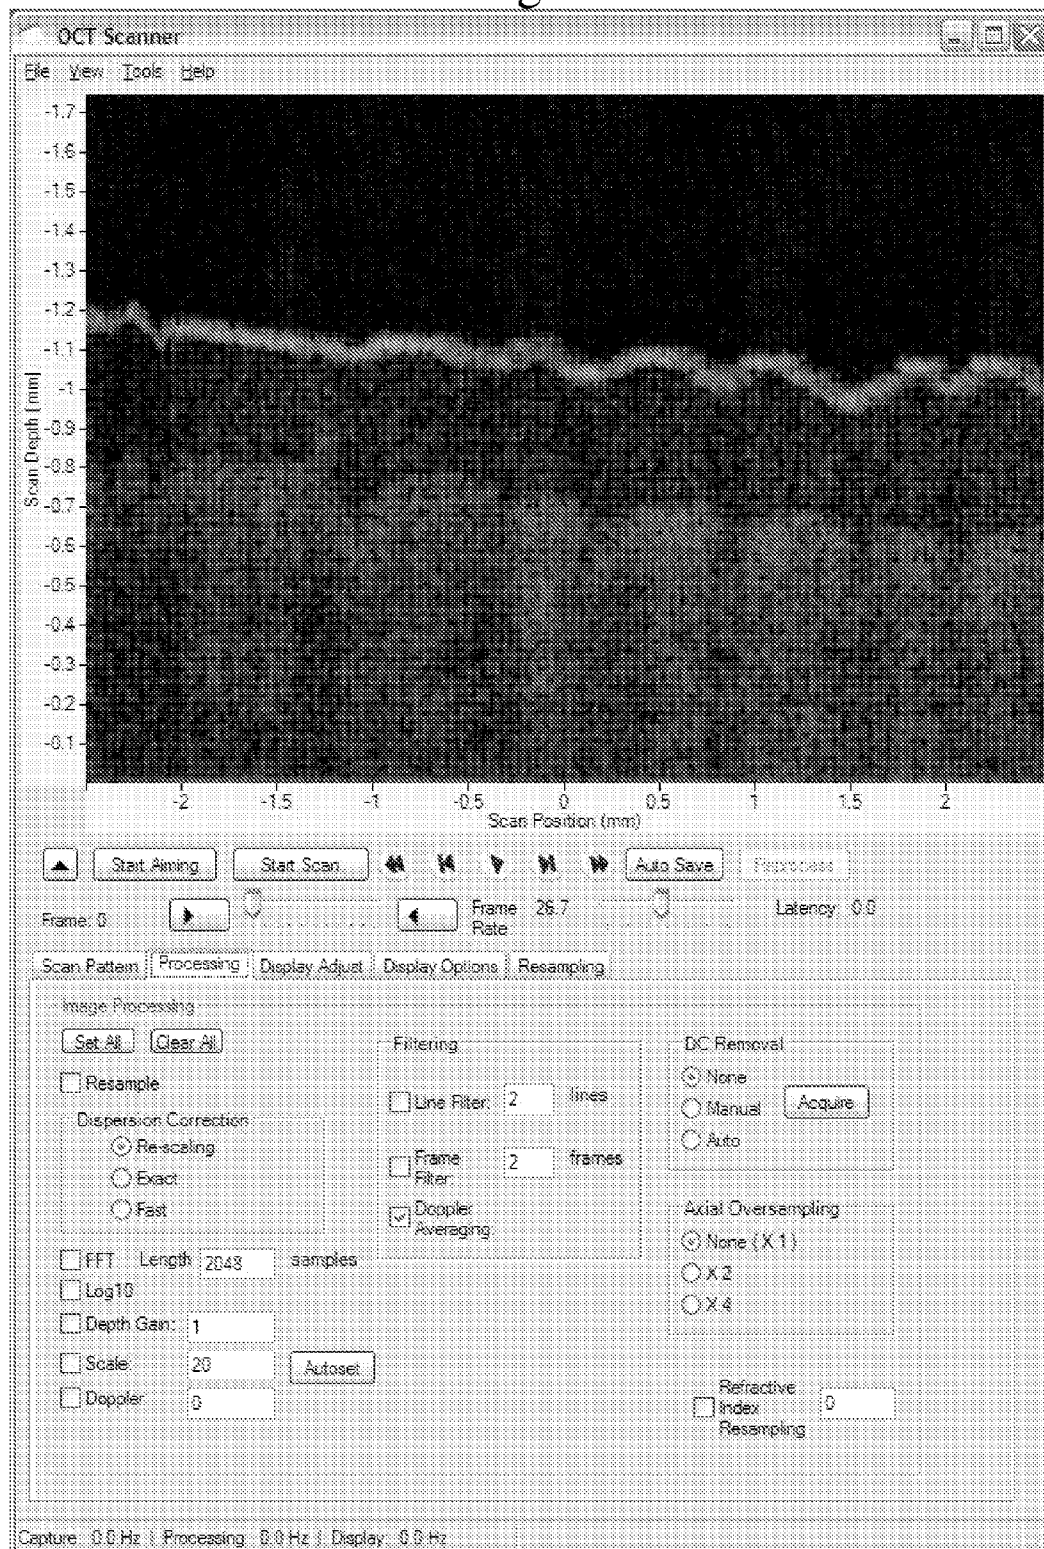 OCT Scanner
File View Tools Help
-1.7
-1.6
-1.5
-1.4
-1.3
-1.2
-1.1
-1
-0.9
-0.8
-0.7
-0.6
-0.5
-0.4
-0.3
-0.2
-0.1
Scan Depth (mm)
-2 -1.5 -1 -0.5 0 0.5 1 1.5 2
Scan Position (mm)
Start Aiming Start Scan Auto Save Reprocess
Frame: 0 Frame Rate 26.7 Latency: 0.0
Scan Pattern Processing Display Adjust Display Options Resampling
Image Processing
Set All Clear All
Resample
Dispersion Correction
Re-scaling
Exact
Fast
FFT Length 2048 samples
Log10
Depth Gain: 1
Scale: 20 Autoset
Doppler 0
Filtering
Line Filter: 2 lines
Frame Filter: 2 frames
Doppler Averaging:
DC Removal
None
Manual Acquire
Auto
Axial Oversampling
None ( X 1 )
X 2
X 4
Refractive Index Resampling 0
Capture: 0.0 Hz | Processing: 0.0 Hz | Display: 0.0 Hz